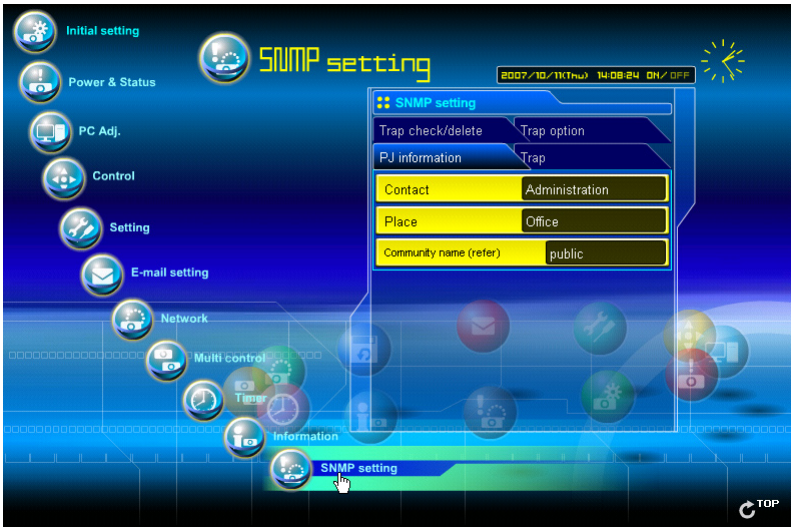 Initial setting
SNMP setting
2007/10/11(Thu) 14:08:24 ON/OFF
Power & Status
SNMP setting
Trap check/delete Trap option
PC Adj.
PJ information Trap
Control
Contact Administration
Place Office
Setting
Community name (refer) public
E-mail setting
Network
Multi control
Timer
Information
SNMP setting
TOP